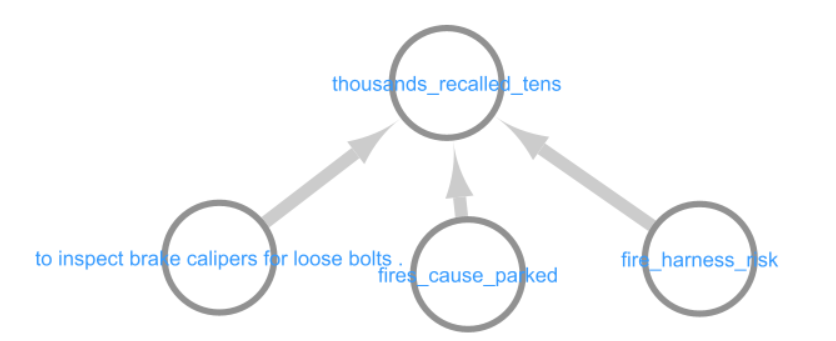 thousands_recalled_tens
to inspect brake calipers for loose bolts .
fires_cause_parked
fire_harness_risk